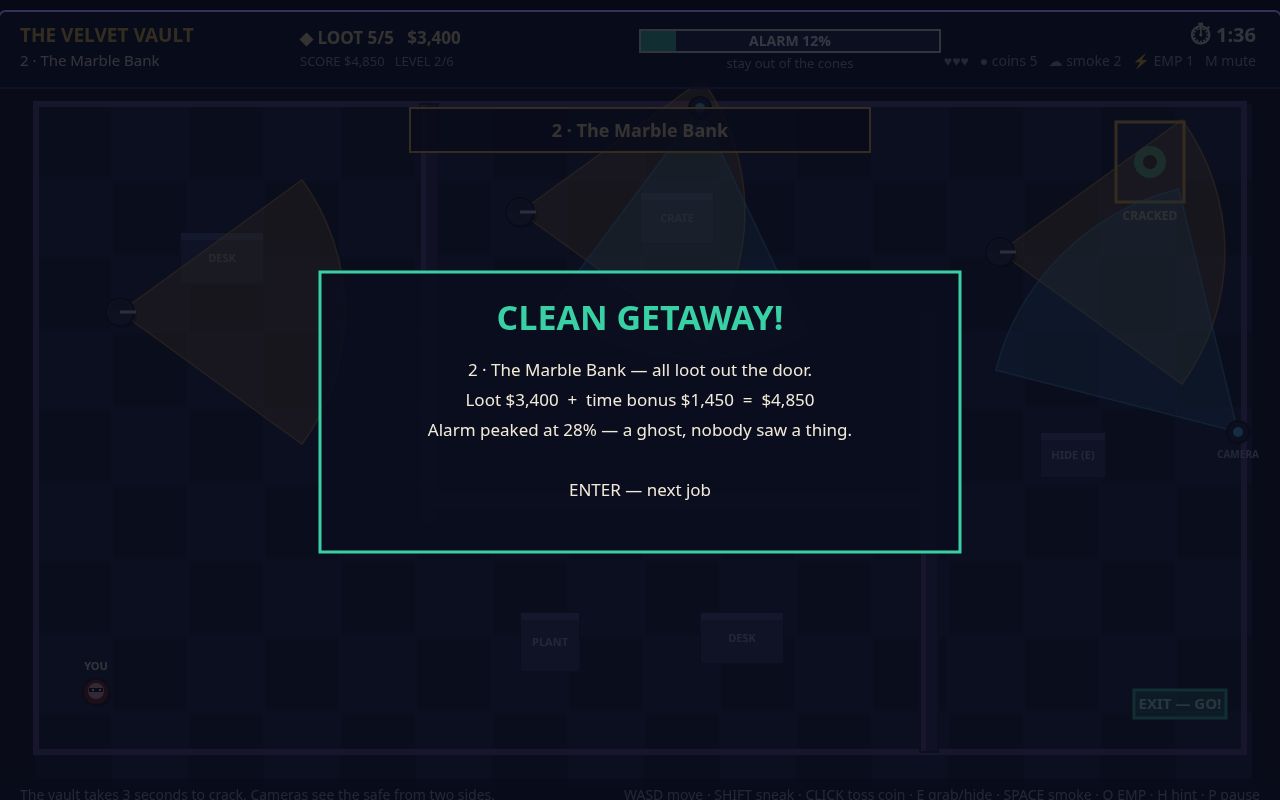 THE VELVET VAULT
2 · The Marble Bank
◆ LOOT 5/5 $3,400
SCORE $4,850 LEVEL 2/6
ALARM 12%
stay out of the cones
⏱ 1:36
♥♥♥ ● coins 5 ☁ smoke 2 ⚡ EMP 1 M mute
2 · The Marble Bank
CRATE
CRACKED
DESK
CLEAN GETAWAY!
2 · The Marble Bank — all loot out the door.
Loot $3,400 + time bonus $1,450 = $4,850
Alarm peaked at 28% — a ghost, nobody saw a thing.
ENTER — next job
HIDE (E)
CAMERA
PLANT
DESK
YOU
EXIT — GO!
The vault takes 3 seconds to crack. Cameras see the safe from two sides.
WASD move · SHIFT sneak · CLICK toss coin · E grab/hide · SPACE smoke · Q EMP · H hint · P pause